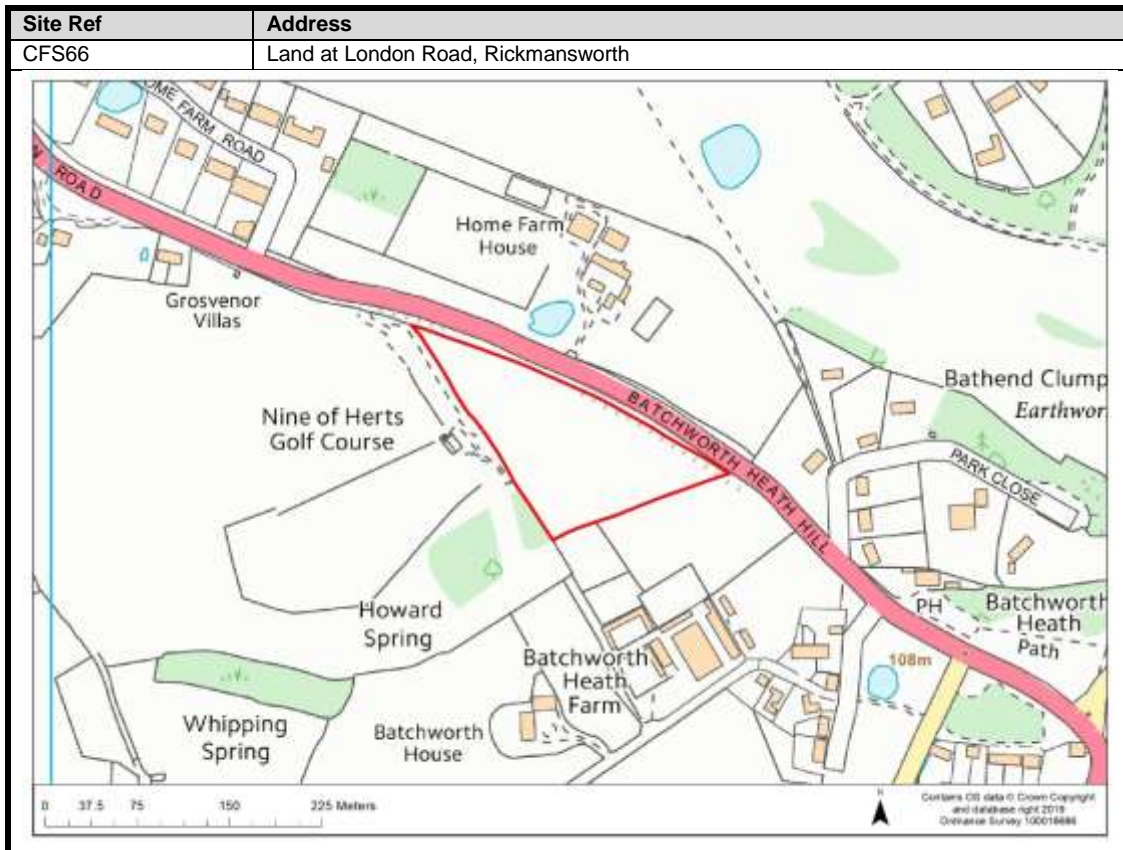 Site Ref
Address
CFS66
Land at London Road, Rickmansworth
OME FARM ROAD
N ROAD
Home Farm
House
Grosvenor
Villas
Nine of Herts
Golf Course
BATCHWORTH HEATH HILL
Bathend Clump
Earthwor
PARK CLOSE
Howard
Spring
PH
Batchworth
Heath
Path
108m
Batchworth
Heath
Farm
Whipping
Spring
Batchworth
House
0 37.5 75 150 225 Meters
N
Contains OS data © Crown Copyright
and database right 2019
Ordnance Survey 100018686